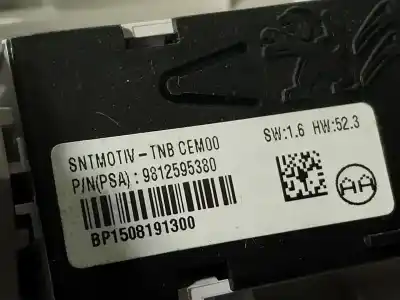 SNTMOTIV-TNB CEM00
SW:1.6 HW:52.3
P/N(PSA) : 9812595380
BP1508191300
AA